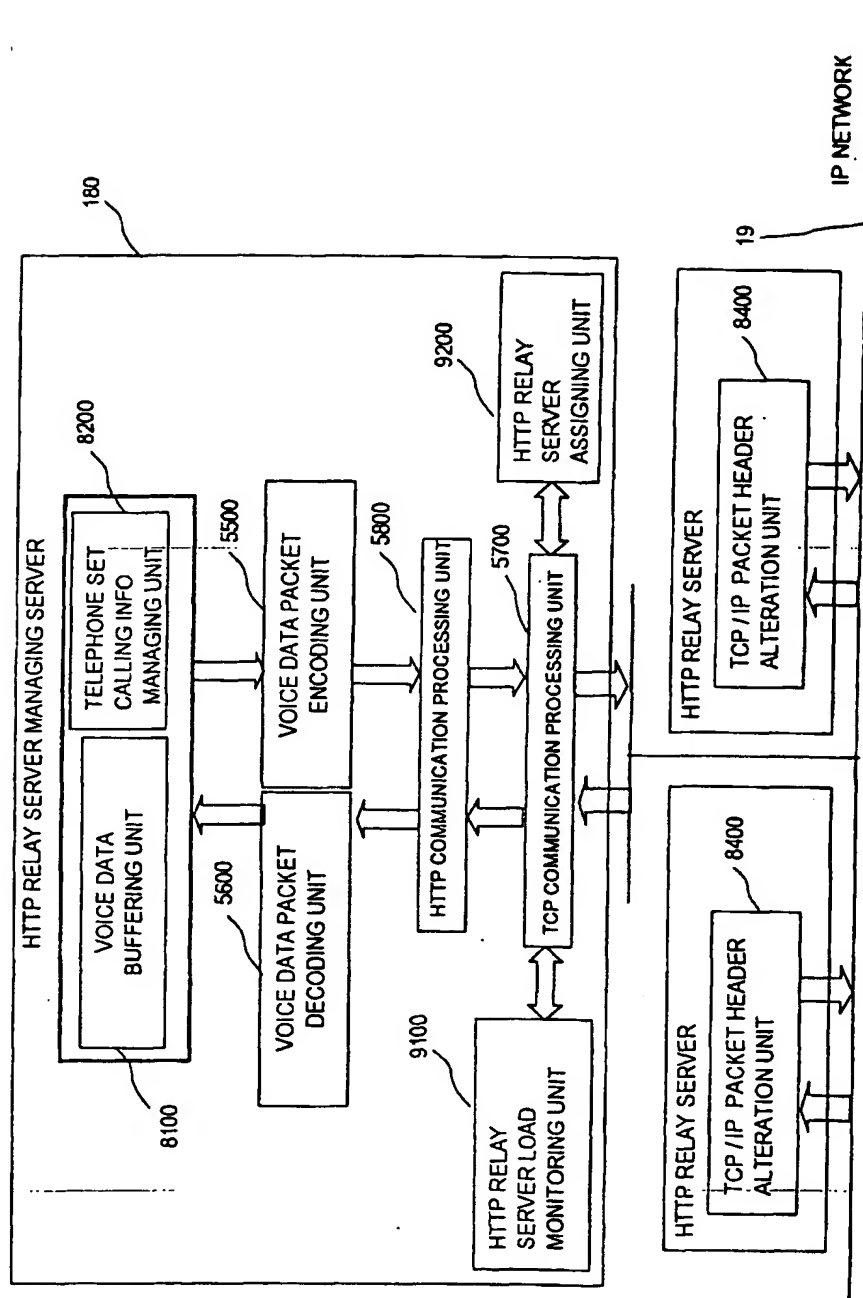 HTTP RELAY SERVER MANAGING SERVER
180
8100
VOICE DATA
BUFFERING UNIT
TELEPHONE SET
CALLING INFO
MANAGING UNIT
8200
5600
VOICE DATA PACKET
DECODING UNIT
5500
VOICE DATA PACKET
ENCODING UNIT
HTTP COMMUNICATION PROCESSING UNIT
5800
9100
HTTP RELAY
SERVER LOAD
MONITORING UNIT
TCP COMMUNICATION PROCESSING UNIT
5700
9200
HTTP RELAY
SERVER
ASSIGNING UNIT
HTTP RELAY SERVER
8400
TCP / IP PACKET HEADER
ALTERATION UNIT
HTTP RELAY SERVER
8400
TCP / IP PACKET HEADER
ALTERATION UNIT
19
IP NETWORK